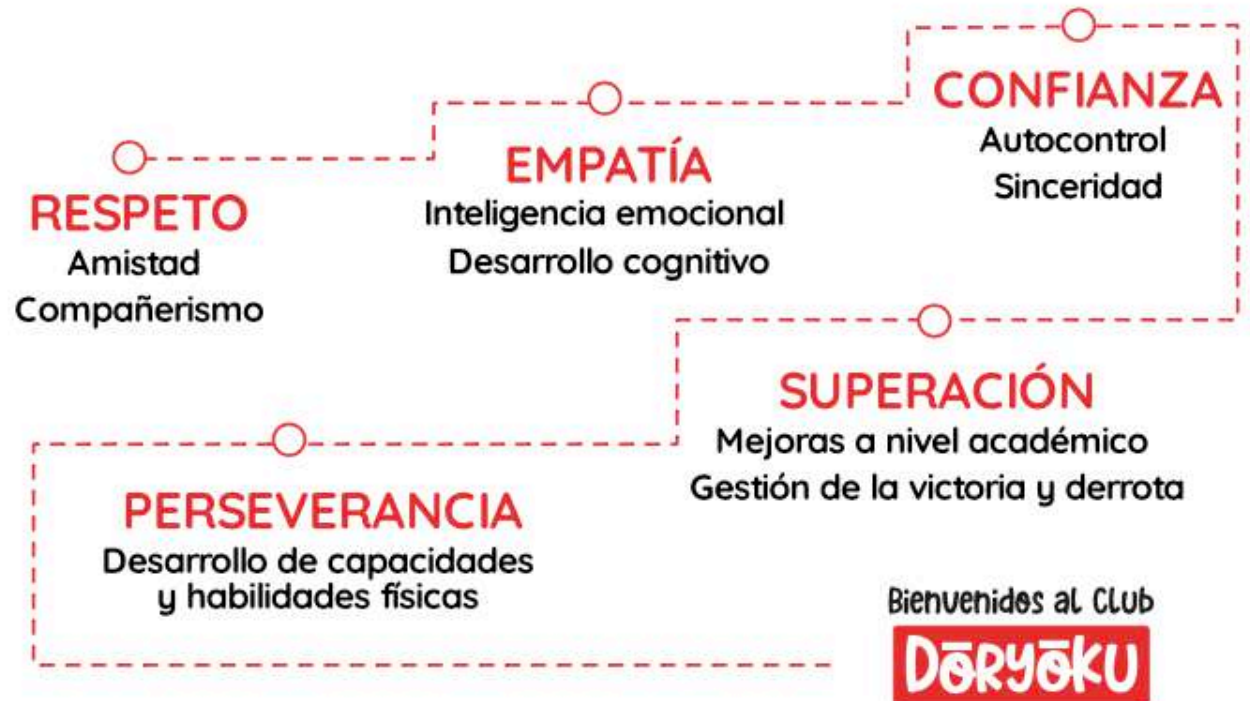 RESPETO
Amistad
Compañerismo
EMPATÍA
Inteligencia emocional
Desarrollo cognitivo
CONFIANZA
Autocontrol
Sinceridad
SUPERACIÓN
Mejoras a nivel académico
Gestión de la victoria y derrota
PERSEVERANCIA
Desarrollo de capacidades
y habilidades físicas
Bienvenidos al Club
DŌRYŌKU